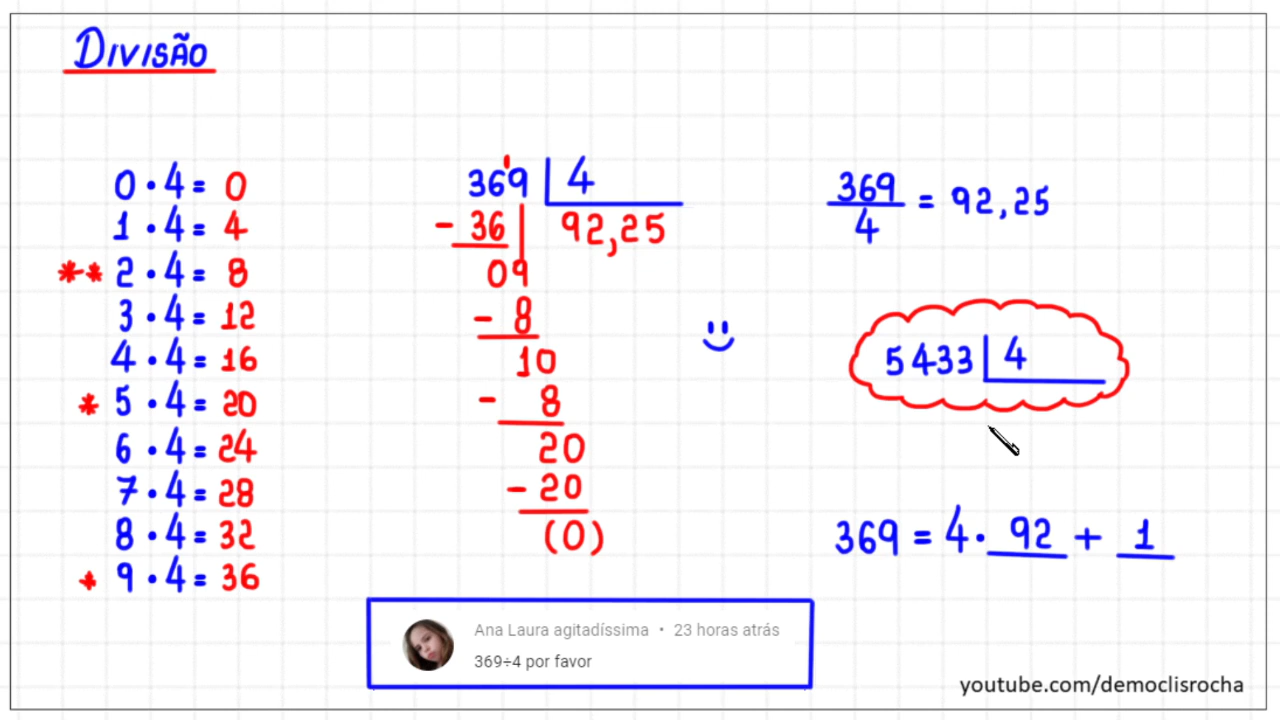 DIVISÃO
0 · 4 = 0
1 · 4 = 4
** 2 · 4 = 8
3 · 4 = 12
4 · 4 = 16
* 5 · 4 = 20
6 · 4 = 24
7 · 4 = 28
8 · 4 = 32
* 9 · 4 = 36
369 4
- 36 92,25
09
- 8
10
- 8
20
- 20
(0)
369
4 = 92,25
5433 4
369 = 4 · 92 + 1
Ana Laura agitadíssima • 23 horas atrás
369÷4 por favor
youtube.com/democlisrocha